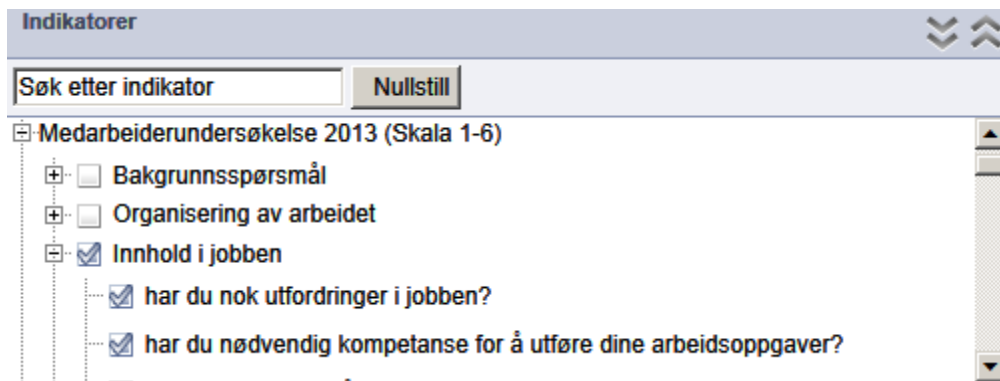 Indikatorer
Søk etter indikator Nullstill
Medarbeiderundersøkelse 2013 (Skala 1-6)
Bakgrunnsspørsmål
Organisering av arbeidet
Innhold i jobben
har du nok utfordringer i jobben?
har du nødvendig kompetanse for å utføre dine arbeidsoppgaver?